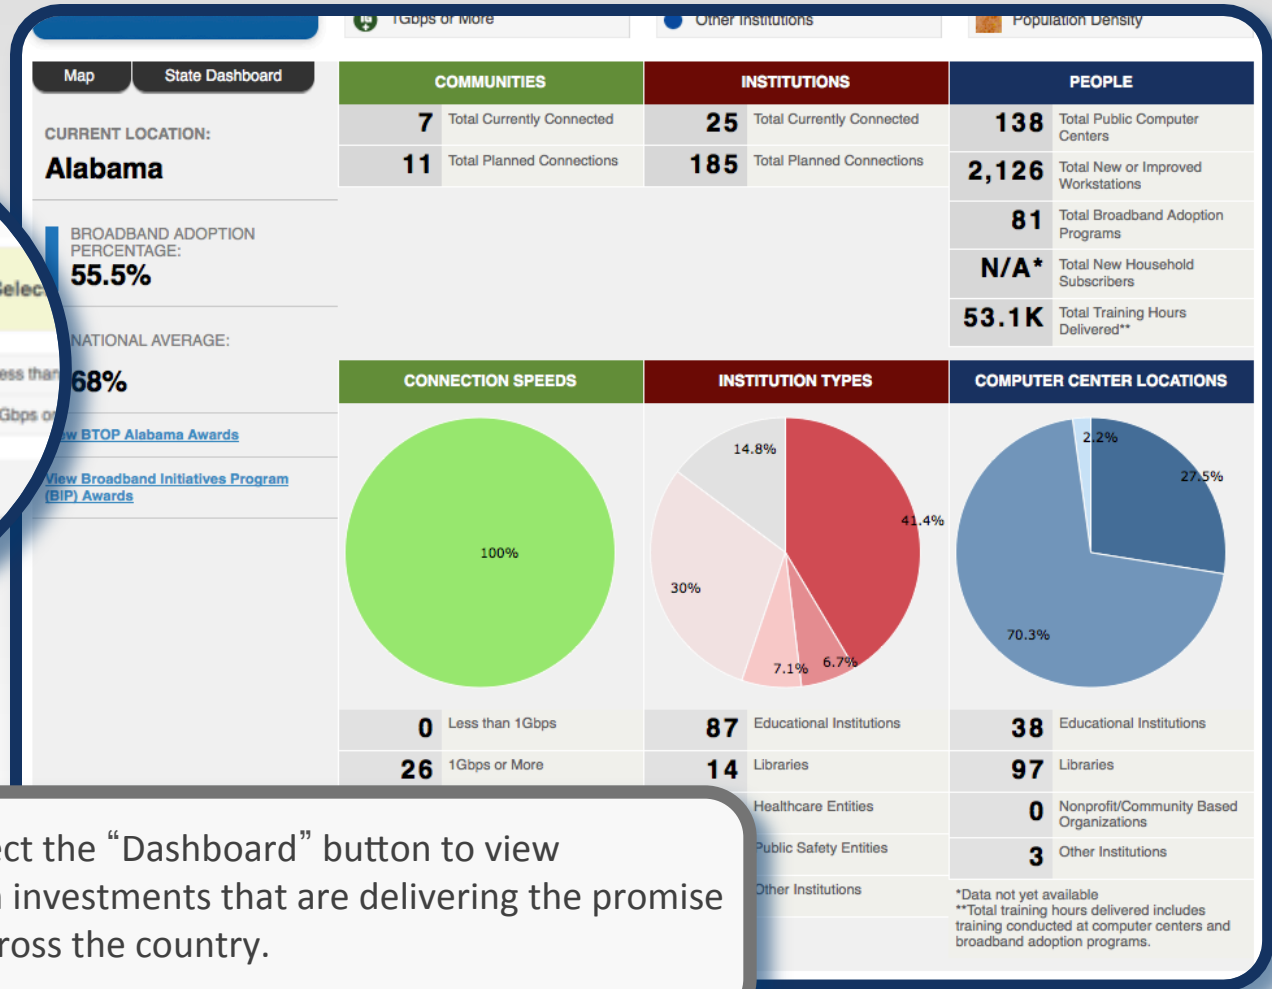 1Gbps or More
Other Institutions
Population Density
Map
State Dashboard
CURRENT LOCATION:
Alabama
BROADBAND ADOPTION
PERCENTAGE:
55.5%
NATIONAL AVERAGE:
68%
BTOP Alabama Awards
View Broadband Initiatives Program
(BIP) Awards
COMMUNITIES
7 Total Currently Connected
11 Total Planned Connections
INSTITUTIONS
25 Total Currently Connected
185 Total Planned Connections
PEOPLE
138 Total Public Computer
Centers
2,126 Total New or Improved
Workstations
81 Total Broadband Adoption
Programs
N/A* Total New Household
Subscribers
53.1K Total Training Hours
Delivered**
CONNECTION SPEEDS
100%
0 Less than 1Gbps
26 1Gbps or More
INSTITUTION TYPES
14.8%
41.4%
30%
7.1%
6.7%
87 Educational Institutions
14 Libraries
Healthcare Entities
Public Safety Entities
Other Institutions
COMPUTER CENTER LOCATIONS
2.2%
27.5%
70.3%
38 Educational Institutions
97 Libraries
0 Nonprofit/Community Based
Organizations
3 Other Institutions
*Data not yet available
**Total training hours delivered includes
training conducted at computer centers and
broadband adoption programs.
the “Dashboard” button to view
investments that are delivering the promise
the country.